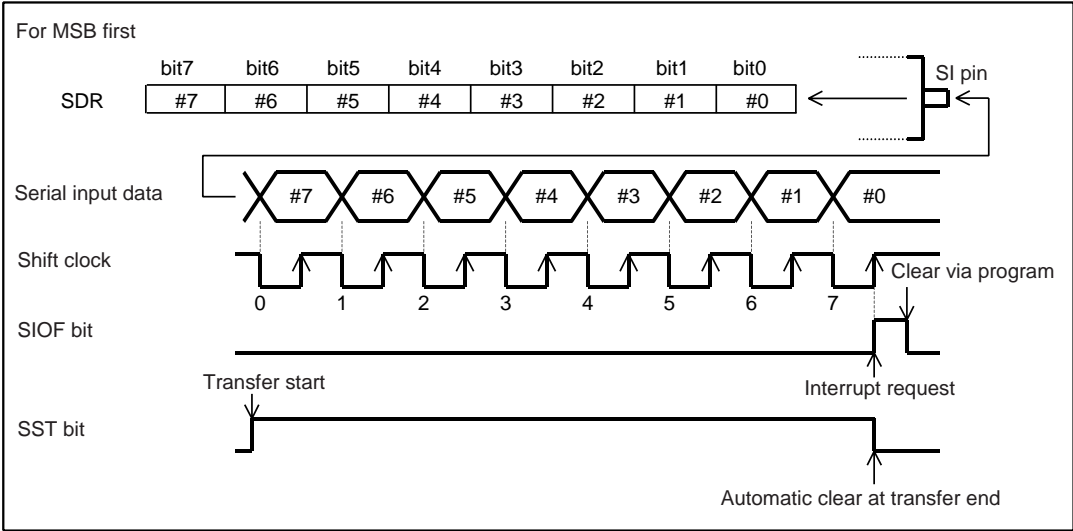 For MSB first
bit7 bit6 bit5 bit4 bit3 bit2 bit1 bit0
SI pin
SDR #7 #6 #5 #4 #3 #2 #1 #0
Serial input data #7 #6 #5 #4 #3 #2 #1 #0
Shift clock
Clear via program
0 1 2 3 4 5 6 7
SIOF bit
Transfer start
Interrupt request
SST bit
Automatic clear at transfer end